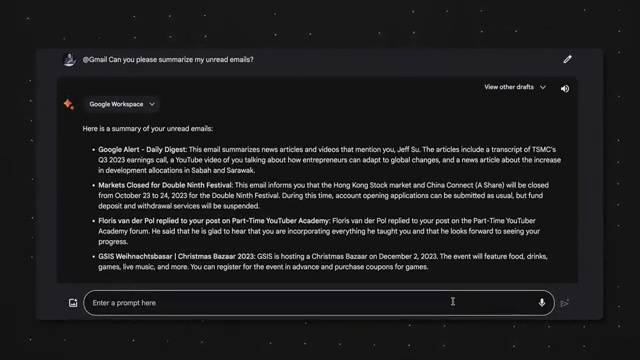 @Gmail Can you please summarize my unread emails?
View other drafts
Google Workspace
Here is a summary of your unread emails:
• Google Alert - Daily Digest: This email summarizes news articles and videos that mention you, Jeff Su. The articles include a transcript of TSMC's
Q3 2023 earnings call, a YouTube video of you talking about how entrepreneurs can adapt to global changes, and a news article about the increase
in development allocations in Sabah and Sarawak.
• Markets Closed for Double Ninth Festival: This email informs you that the Hong Kong Stock market and China Connect (A Share) will be closed
from October 23 to 24, 2023 for the Double Ninth Festival. During this time, account opening applications can be submitted as usual, but fund
deposit and withdrawal services will be suspended.
• Floris van der Pol replied to your post on Part-Time YouTuber Academy: Floris van der Pol replied to your post on the Part-Time YouTuber
Academy forum. He said that he is glad to hear that you are incorporating everything he taught you and that he looks forward to seeing your
progress.
• GSIS Weihnachtsbasar | Christmas Bazaar 2023: GSIS is hosting a Christmas Bazaar on December 2, 2023. The event will feature food, drinks,
games, live music, and more. You can register for the event in advance and purchase coupons for games.
Enter a prompt here